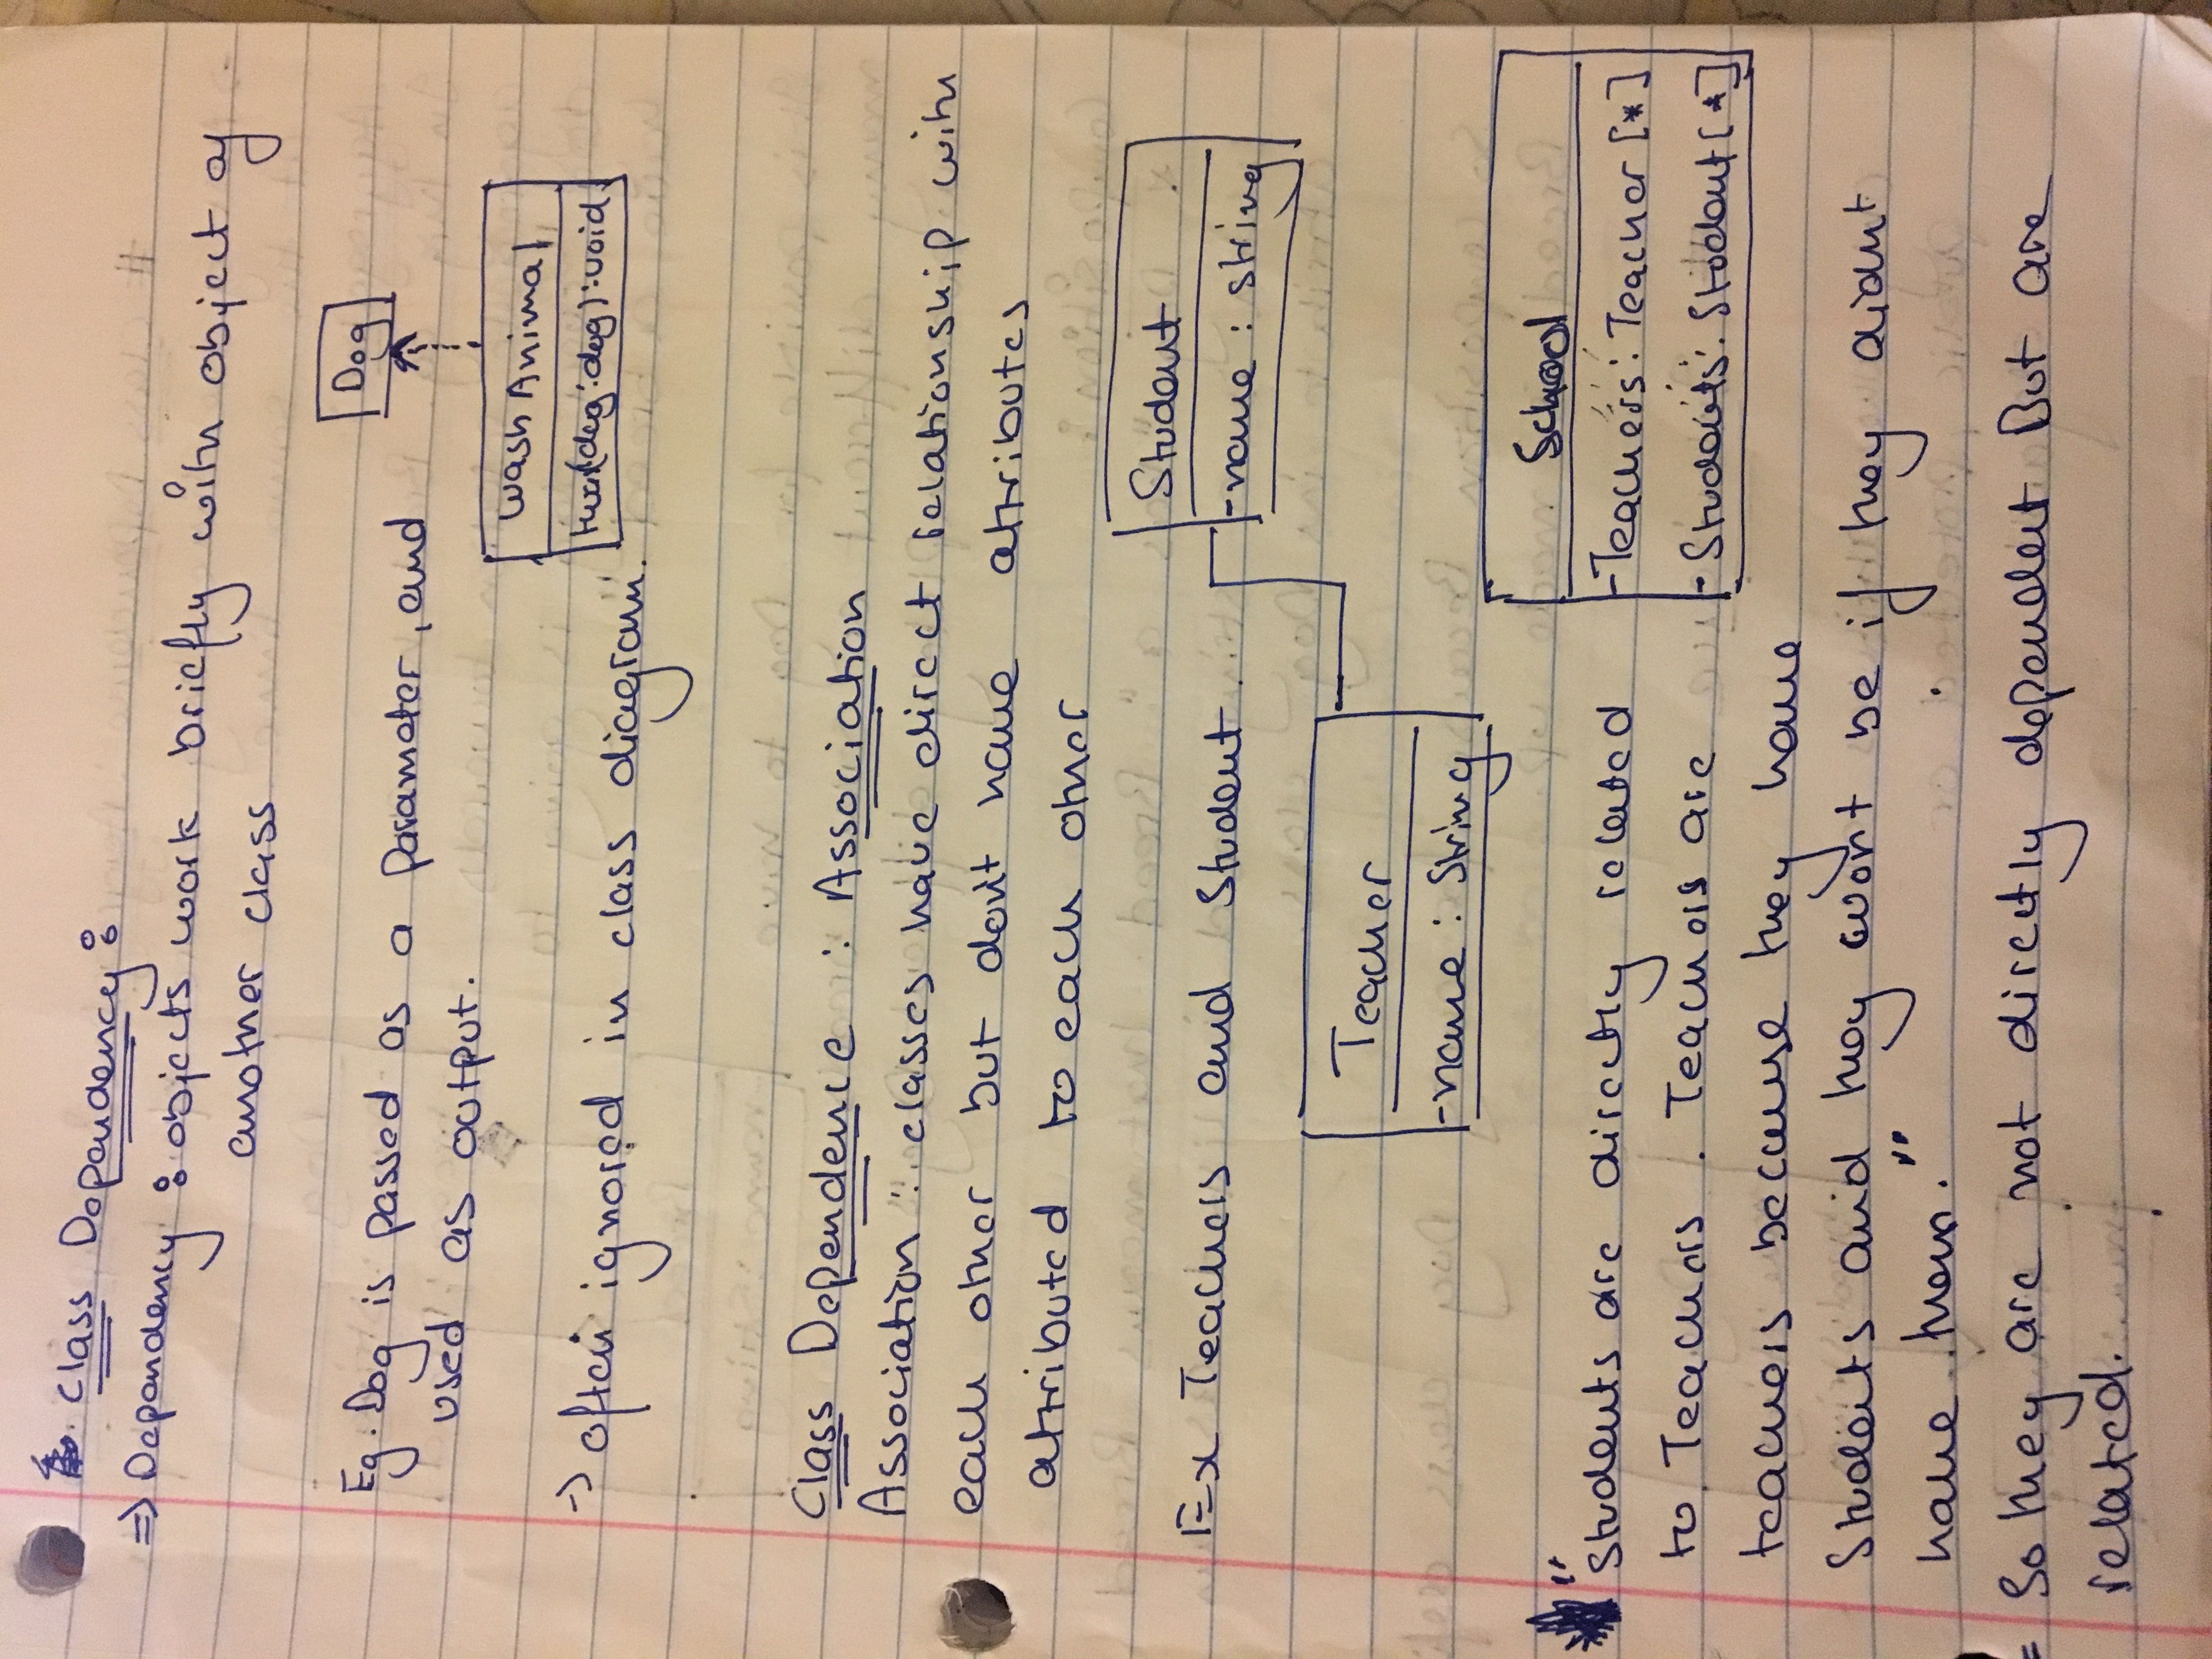 Class Dependency :
=> Dependency : objects work briefly with object of
another class
Eg. Dog is passed as a parameter, and
used as output.
Dog
wash Animal
(dog : dog) : void
-> often ignored in class diagram.
Class Dependence : Association
Association : classes have direct relationship with
each other but don't have attributes
attributed to each other
Ex Teachers and Student.
Student
-name : string
Teacher
-name : String
School
-Teachers : Teacher [*]
-Students : Student [*]
"Students are directly related
to Teachers. Teachers are
teachers because they have
Students and they won't be if they didnt
have them."
= So they are not directly dependent But are
related.